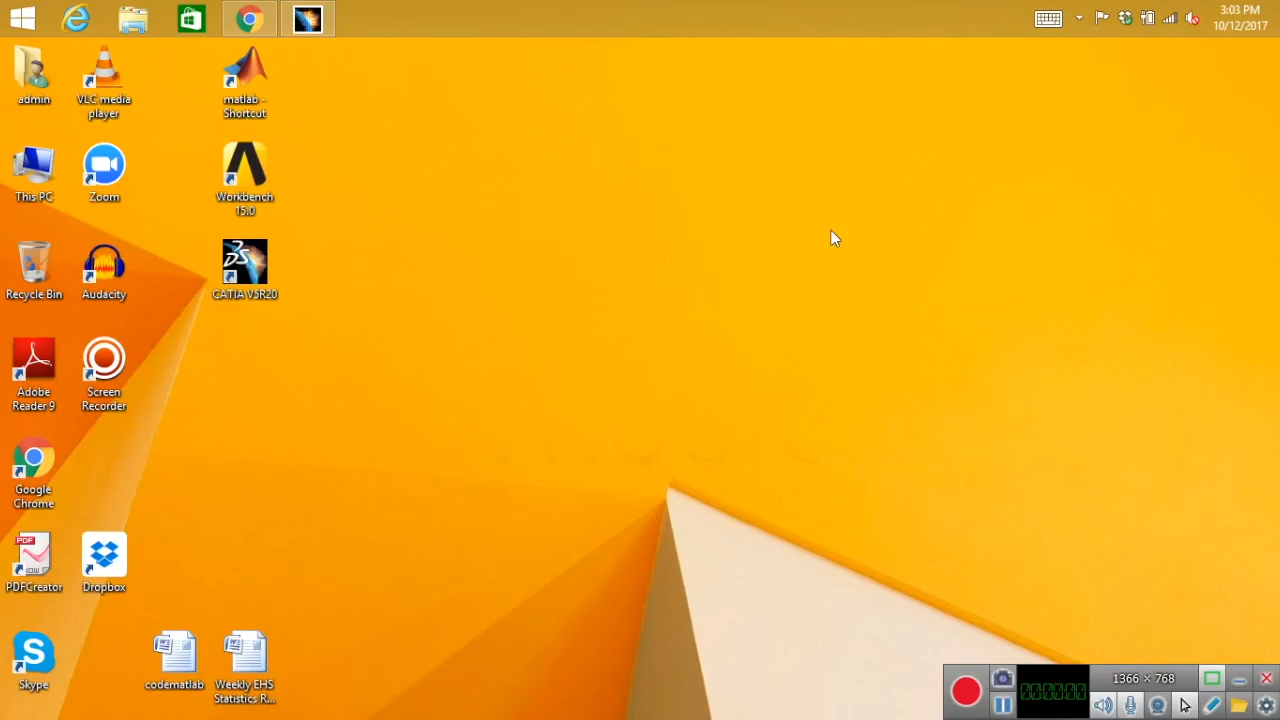 3:03 PM
10/12/2017
admin
VLC media
player
matlab -
Shortcut
This PC
Zoom
Workbench
15.0
Recycle Bin
Audacity
CATIA V5R20
Adobe
Reader 9
Screen
Recorder
Google
Chrome
PDF
PDFCreator
Dropbox
Skype
codematlab
Weekly EHS
Statistics R...
1366 × 768